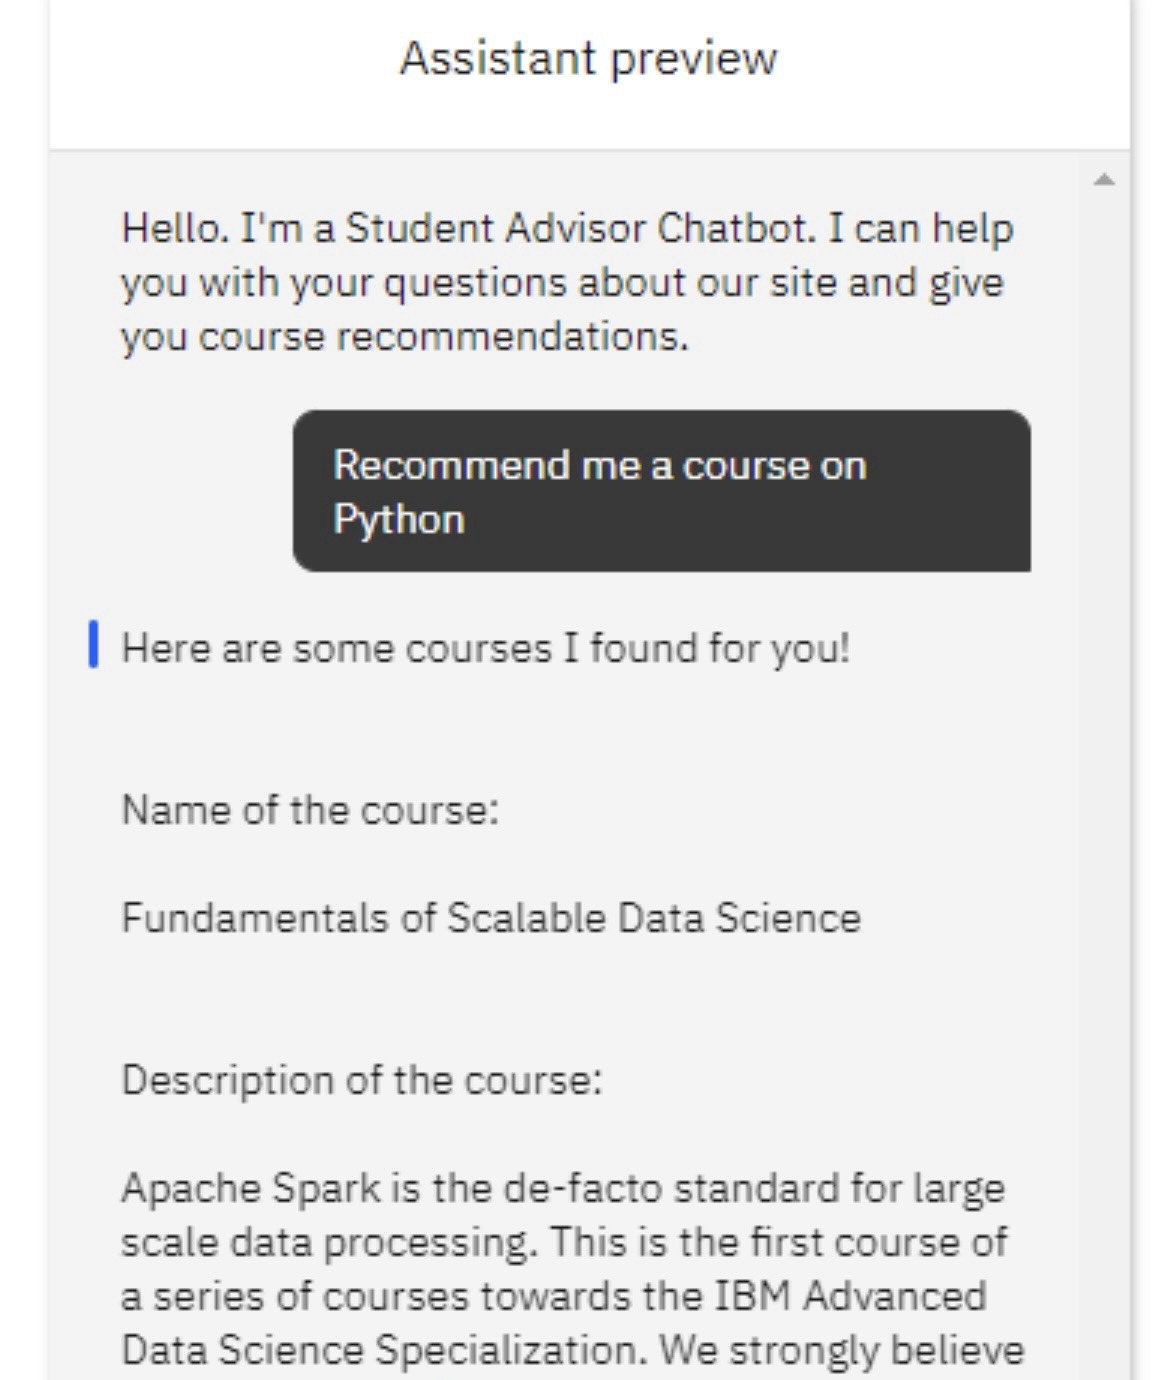 Assistant preview
Hello. I'm a Student Advisor Chatbot. I can help
you with your questions about our site and give
you course recommendations.
Recommend me a course on
Python
Here are some courses I found for you!
Name of the course:
Fundamentals of Scalable Data Science
Description of the course:
Apache Spark is the de-facto standard for large
scale data processing. This is the first course of
a series of courses towards the IBM Advanced
Data Science Specialization. We strongly believe